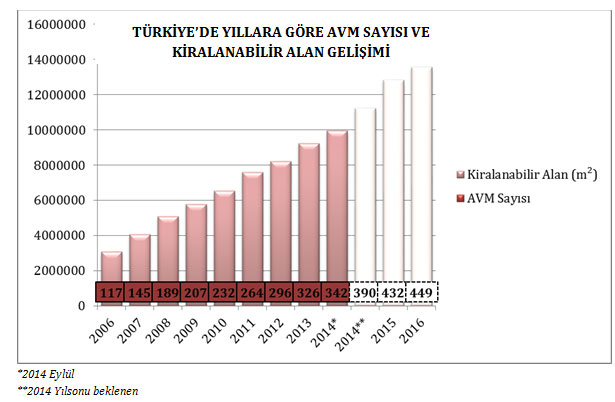 TÜRKİYE'DE YILLARA GÖRE AVM SAYISI VE
KİRALANABİLİR ALAN GELİŞİMİ
16000000
14000000
12000000
10000000
8000000
6000000
4000000
2000000
0
117 145 189 207 232 264 296 326 342 390 432 449
2006 2007 2008 2009 2010 2011 2012 2013 2014* 2014** 2015 2016
Kiralanabilir Alan (m²)
AVM Sayısı
*2014 Eylül
**2014 Yılsonu beklenen